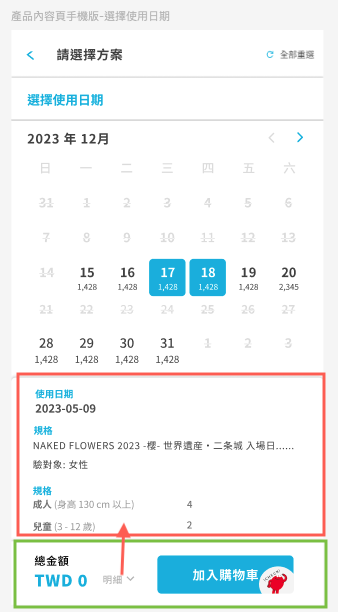 產品內容頁手機版-選擇使用日期
請選擇方案 全部重選
選擇使用日期
2023 年 12月
日 一 二 三 四 五 六
31 1 2 3 4 5 6
7 8 9 10 11 12 13
14 15 16 17 18 19 20
1,428 1,428 1,428 1,428 1,428 2,345
21 22 23 24 25 26 27
28 29 30 31 1 2 3
1,428 1,428 1,428 1,428
使用日期
2023-05-09
規格
NAKED FLOWERS 2023 -櫻- 世界遺産・二条城 入場日......
驗對象: 女性
規格
成人 (身高 130 cm 以上) 4
兒童 (3 - 12 歲) 2
總金額
TWD 0 明細 加入購物車